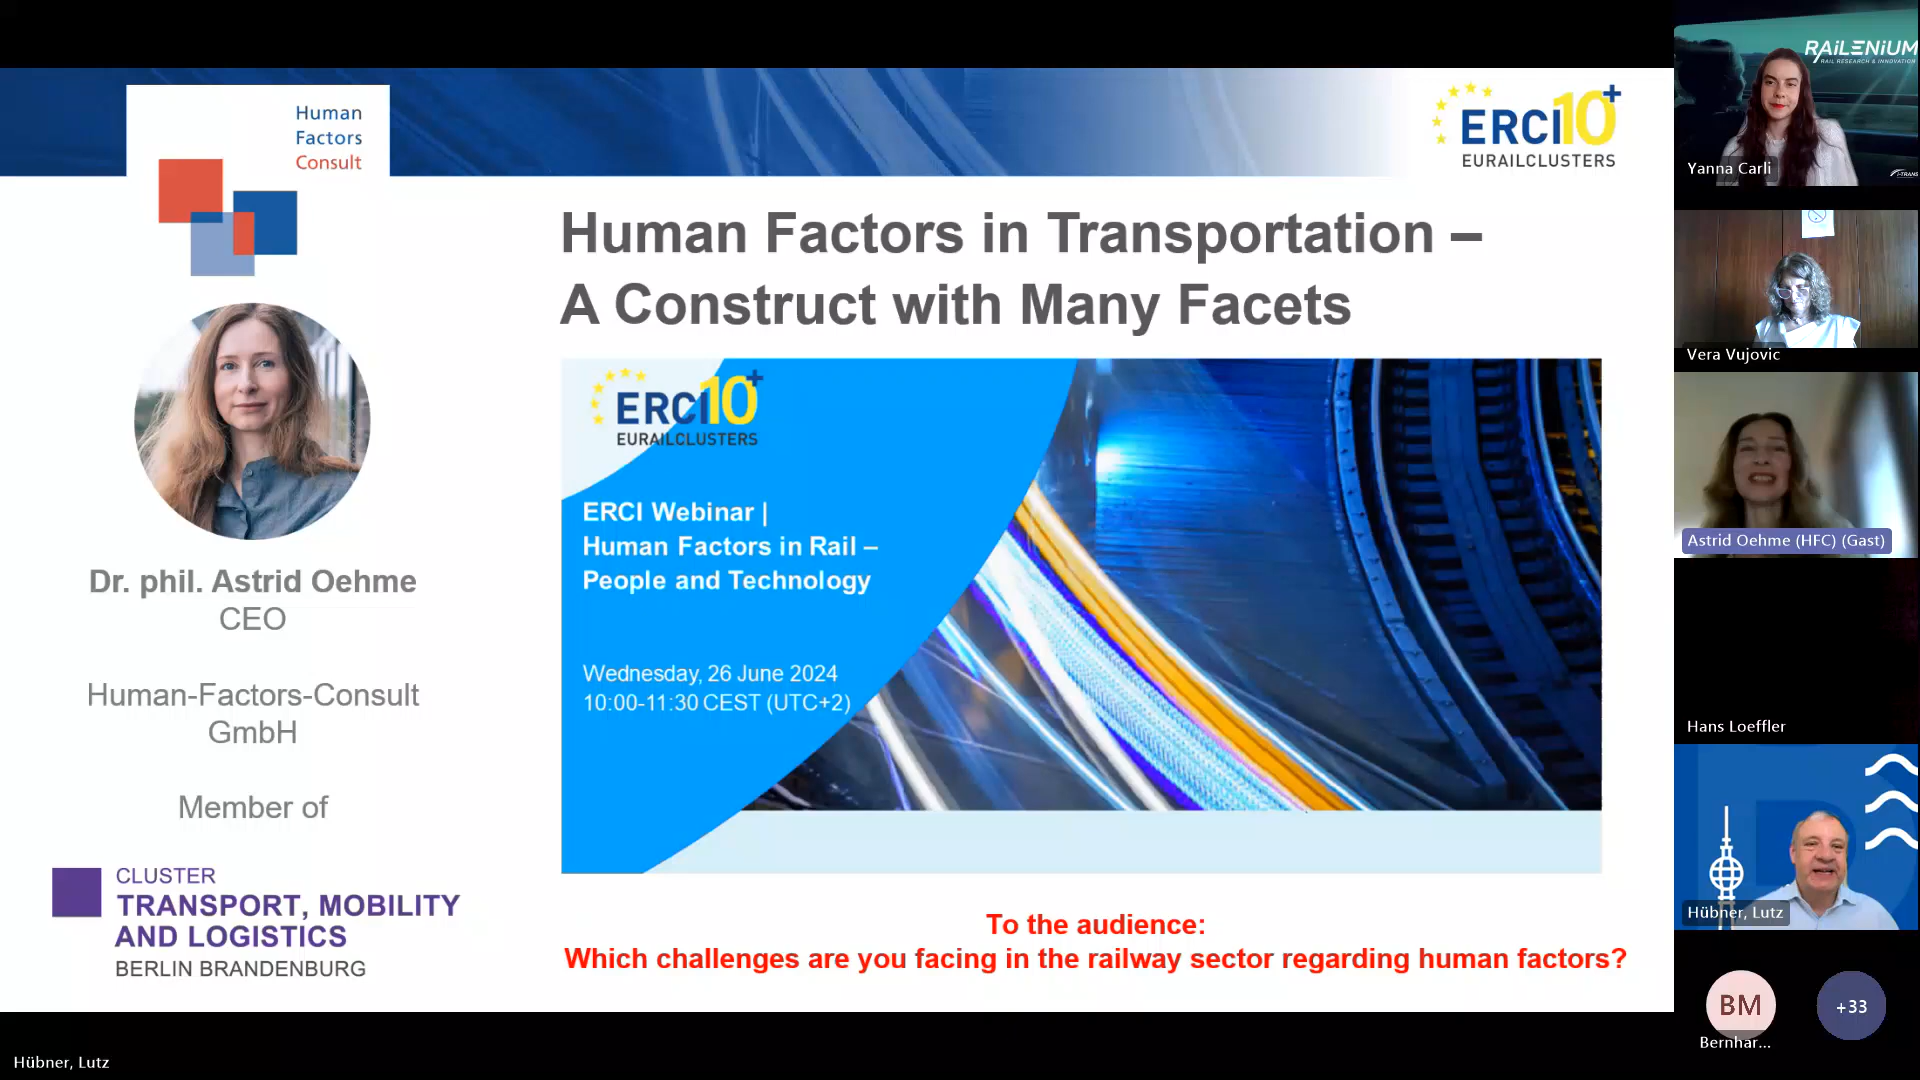 Human
Factors
Consult
ERCI10+
EURAILCLUSTERS
Human Factors in Transportation –
A Construct with Many Facets
ERCI10+
EURAILCLUSTERS
ERCI Webinar |
Human Factors in Rail –
People and Technology
Wednesday, 26 June 2024
10:00-11:30 CEST (UTC+2)
Dr. phil. Astrid Oehme
CEO
Human-Factors-Consult
GmbH
Member of
CLUSTER
TRANSPORT, MOBILITY
AND LOGISTICS
BERLIN BRANDENBURG
To the audience:
Which challenges are you facing in the railway sector regarding human factors?
RAILENIUM
RAIL RESEARCH & INNOVATION
Yanna Carli
i-TRANS
Vera Vujovic
Astrid Oehme (HFC) (Gast)
Hans Loeffler
Hübner, Lutz
BM
+33
Bernhar...
Hübner, Lutz